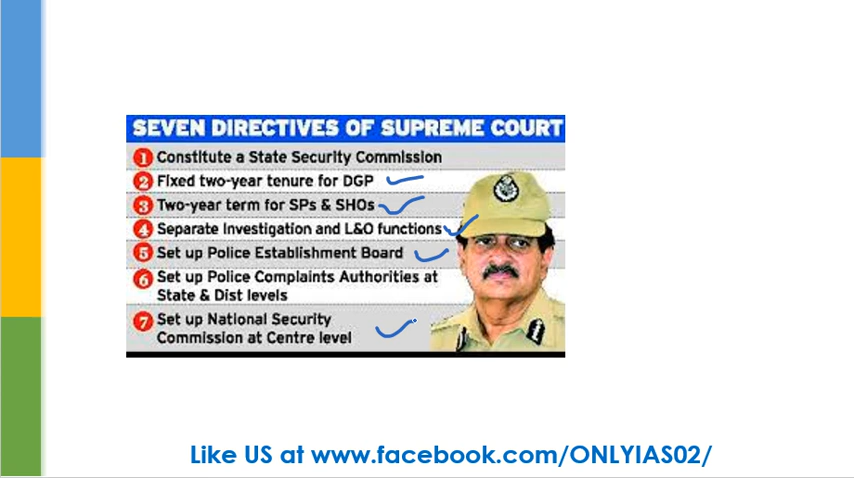 SEVEN DIRECTIVES OF SUPREME COURT
1 Constitute a State Security Commission
2 Fixed two-year tenure for DGP
3 Two-year term for SPs & SHOs
4 Separate Investigation and L&O functions
5 Set up Police Establishment Board
6 Set up Police Complaints Authorities at
State & Dist levels
7 Set up National Security
Commission at Centre level
Like US at www.facebook.com/ONLYIAS02/